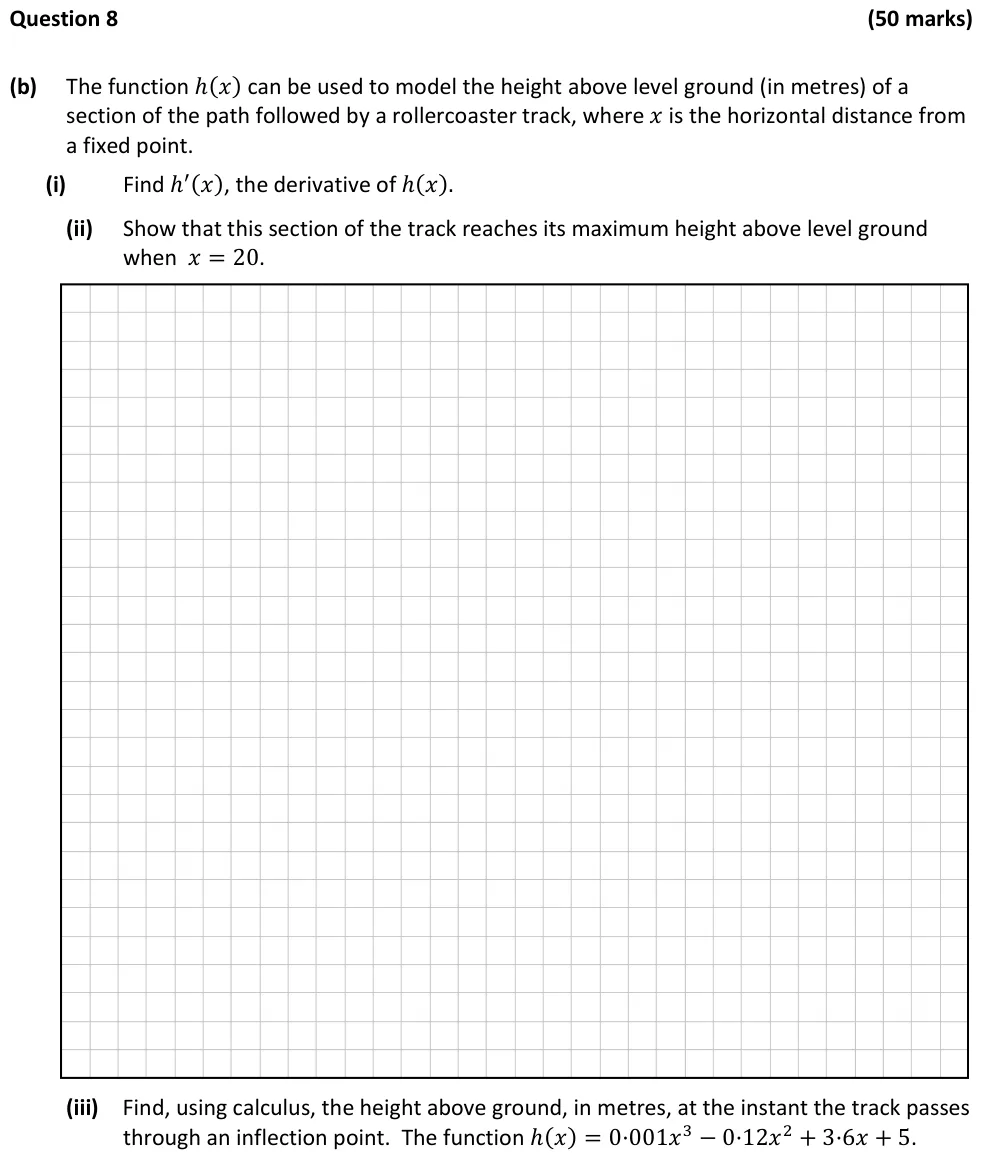 Question 8 (50 marks)
(b) The function h(x) can be used to model the height above level ground (in metres) of a
section of the path followed by a rollercoaster track, where x is the horizontal distance from
a fixed point.
(i) Find h′(x), the derivative of h(x).
(ii) Show that this section of the track reaches its maximum height above level ground
when x = 20.
(iii) Find, using calculus, the height above ground, in metres, at the instant the track passes
through an inflection point. The function h(x) = 0·001x³ − 0·12x² + 3·6x + 5.